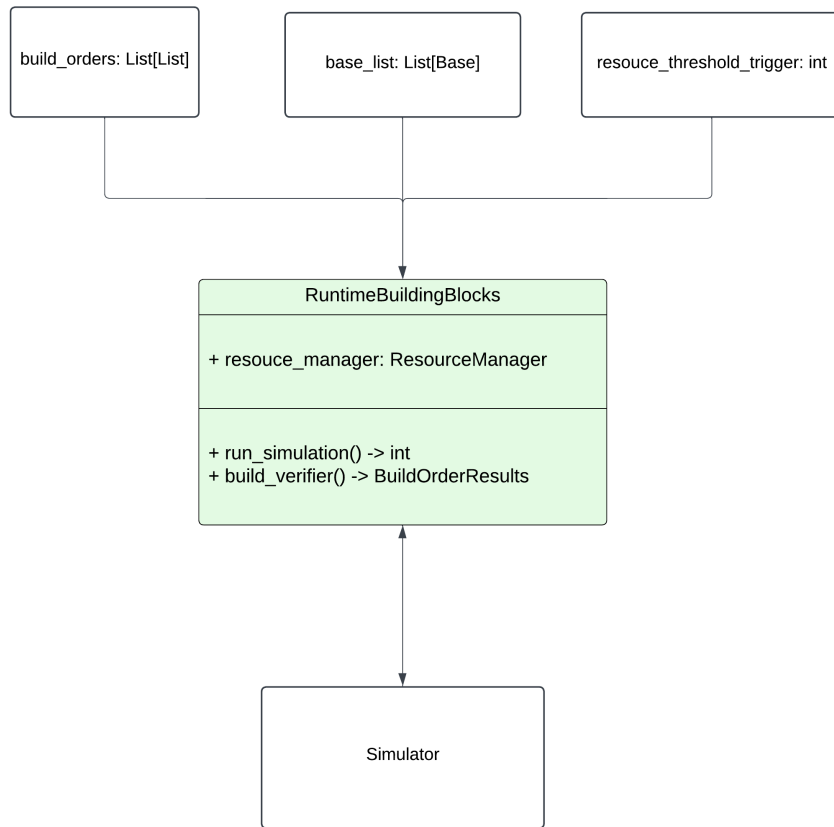 build_orders: List[List]
base_list: List[Base]
resouce_threshold_trigger: int
RuntimeBuildingBlocks
+ resouce_manager: ResourceManager
+ run_simulation() -> int
+ build_verifier() -> BuildOrderResults
Simulator